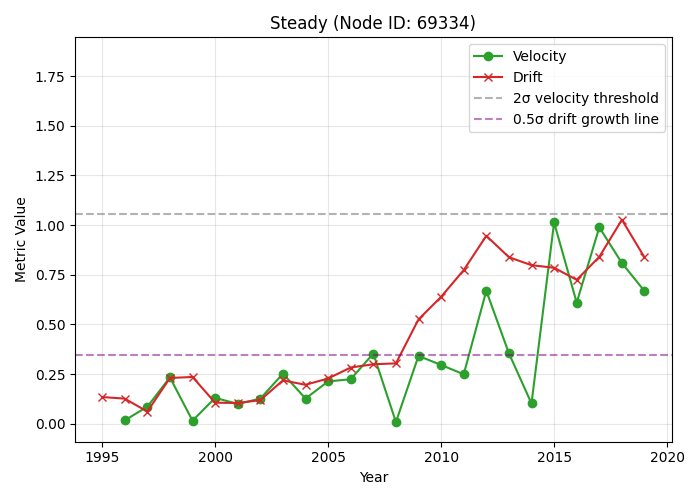 Steady (Node ID: 69334)
Velocity
Drift
2σ velocity threshold
0.5σ drift growth line
Metric Value
1.75
1.50
1.25
1.00
0.75
0.50
0.25
0.00
1995 2000 2005 2010 2015 2020
Year